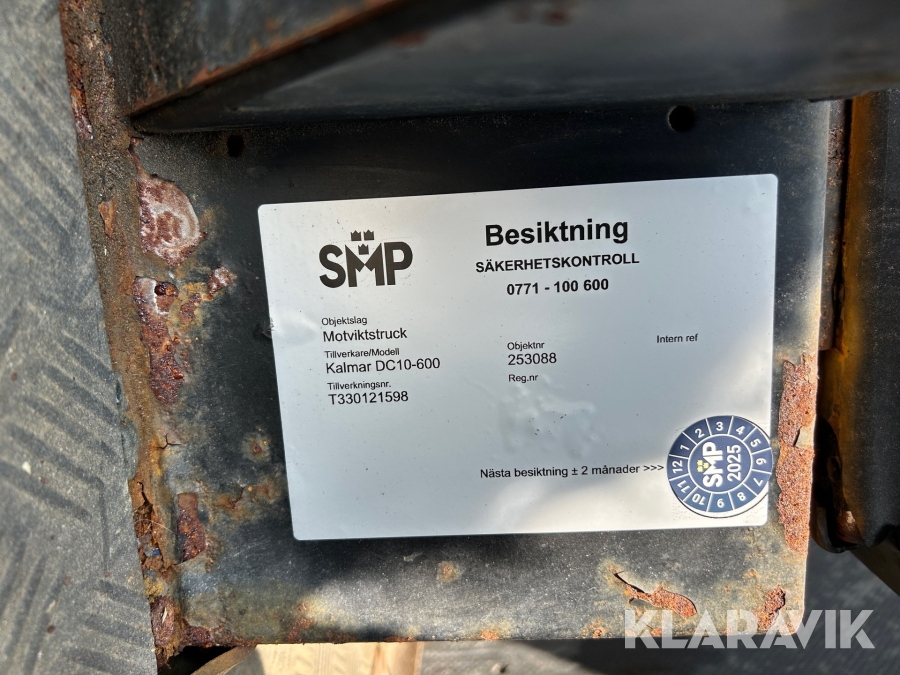 SMP
Besiktning
SÄKERHETSKONTROLL
0771 - 100 600
Objektslag
Motviktstruck
Tillverkare/Modell
Kalmar DC10-600
Tillverkningsnr.
T330121598
Objektnr
253088
Reg.nr
Intern ref
Nästa besiktning ± 2 månader >>>
1 2 3 4 5 6 7 8 9 10 11 12
SMP
2025
KLARAVIK